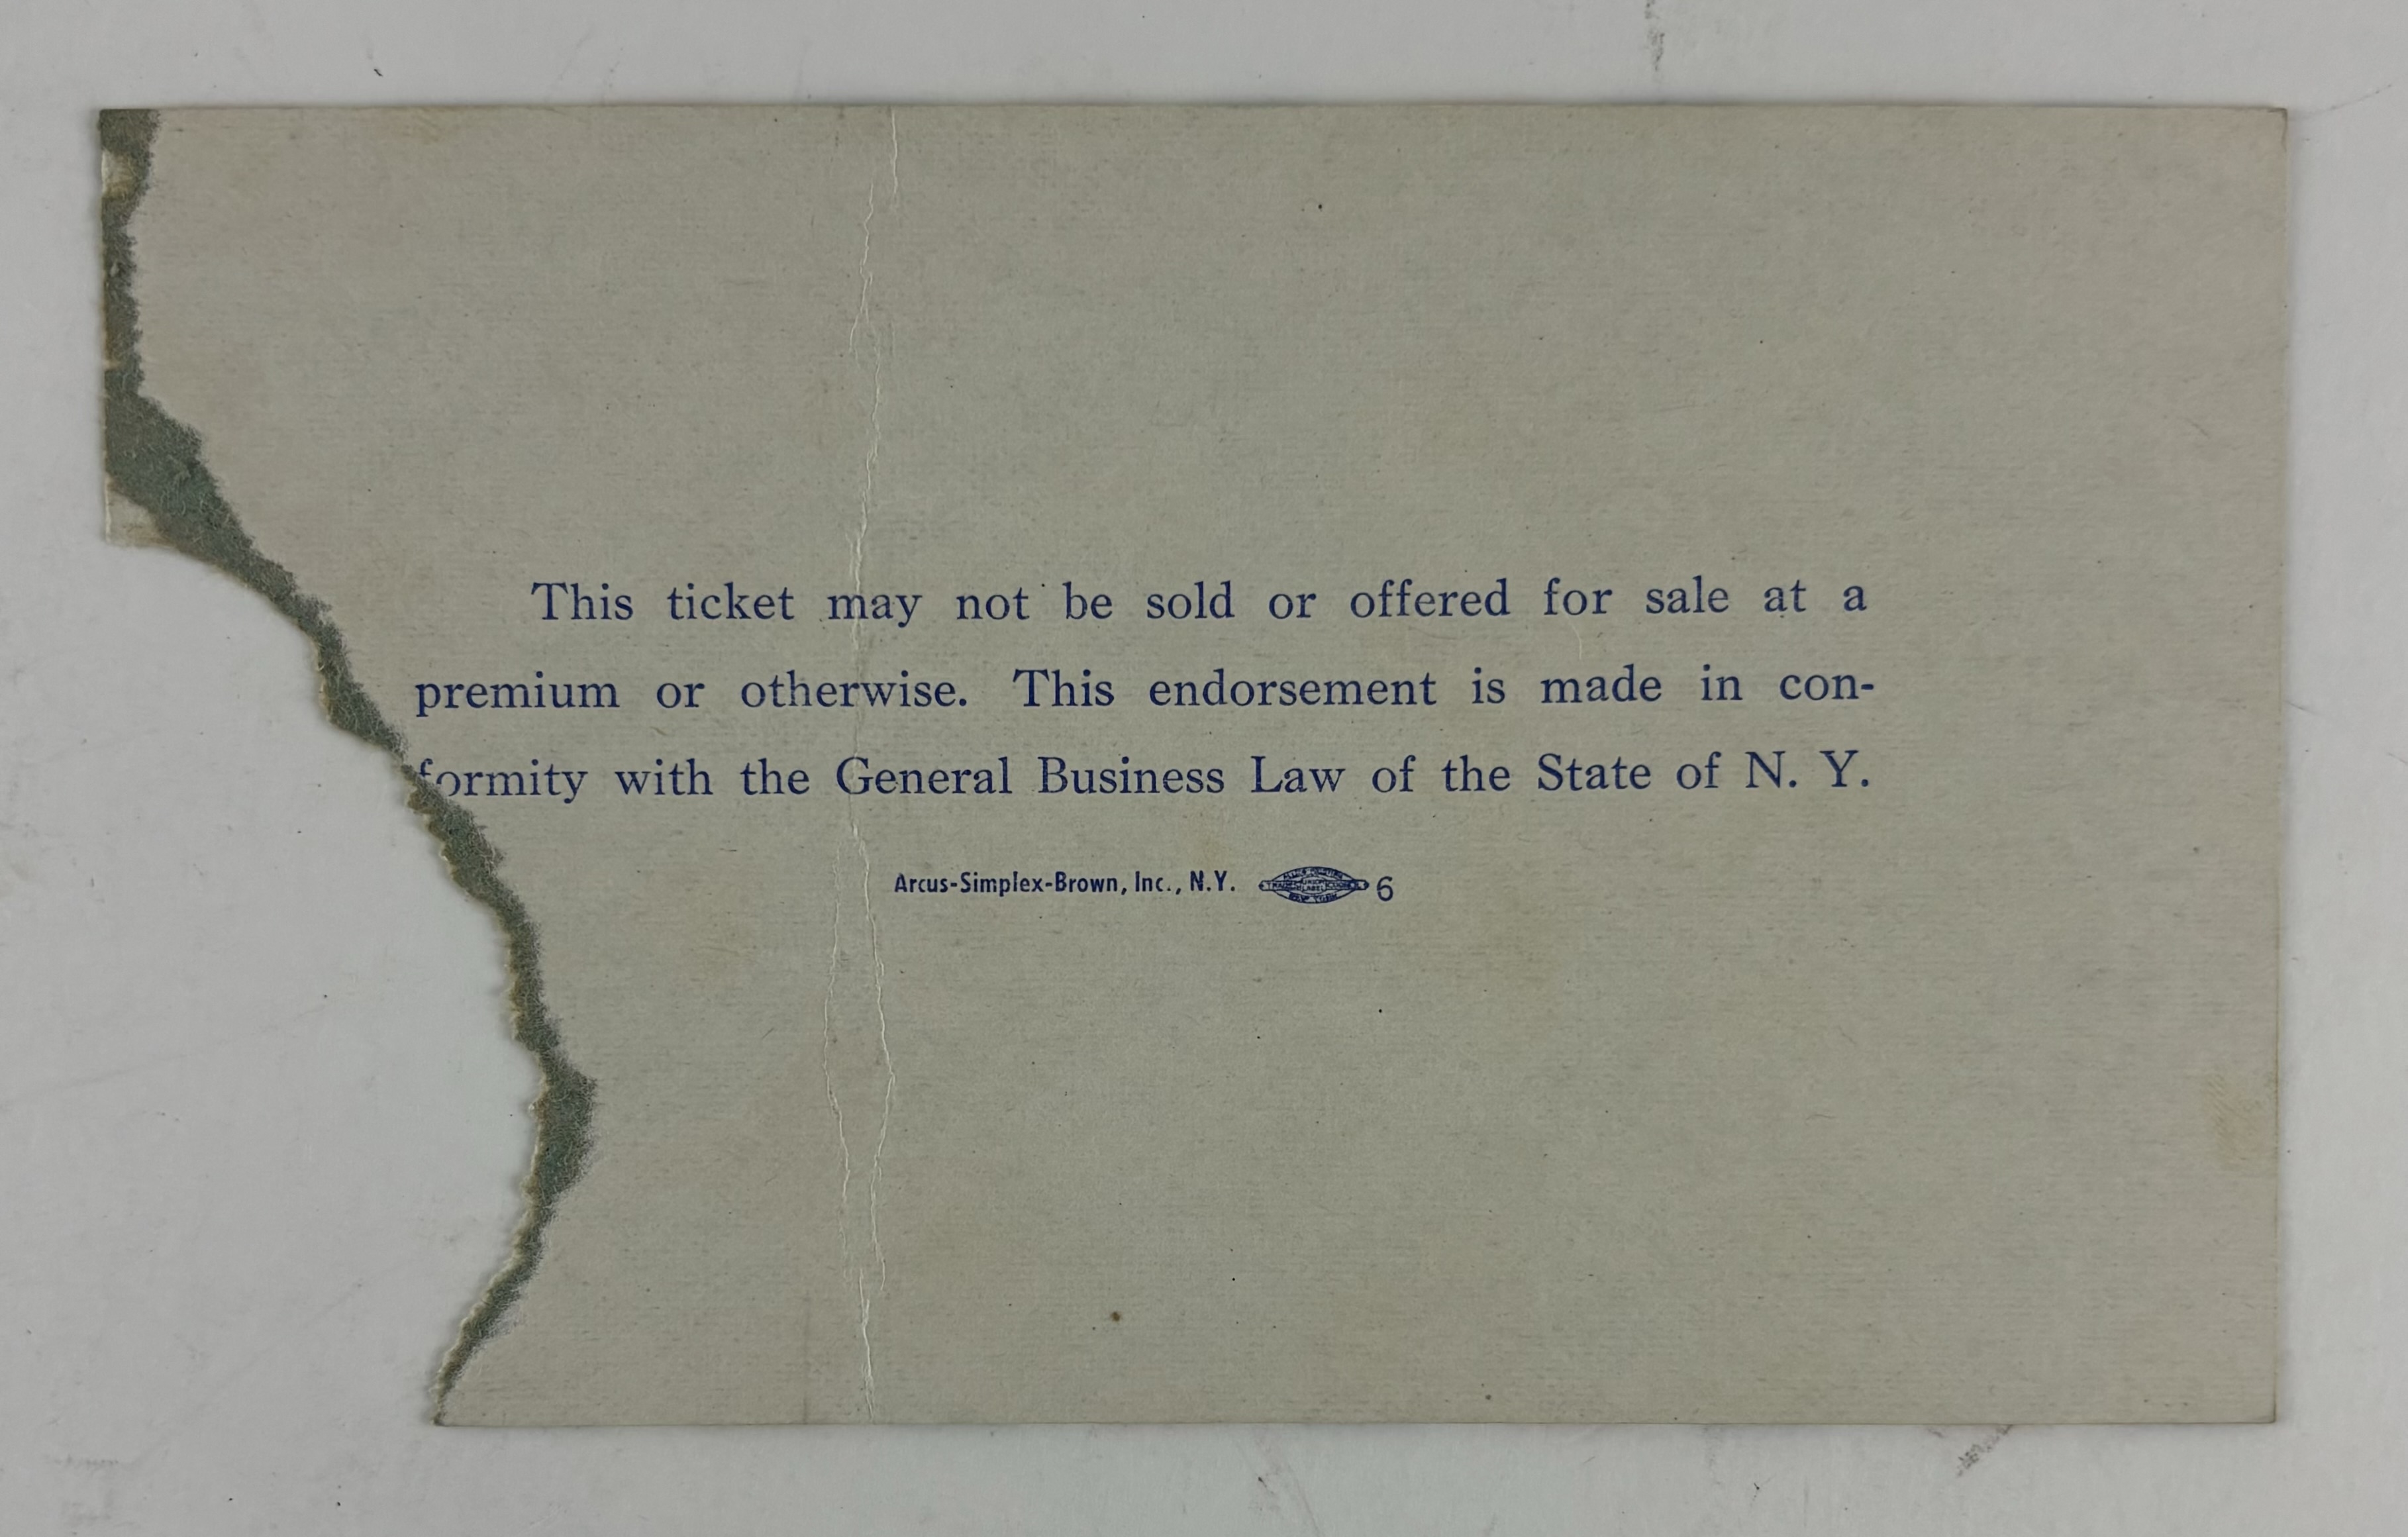 This ticket may not be sold or offered for sale at a
premium or otherwise. This endorsement is made in con-
formity with the General Business Law of the State of N. Y.
Arcus-Simplex-Brown, Inc., N.Y. 6